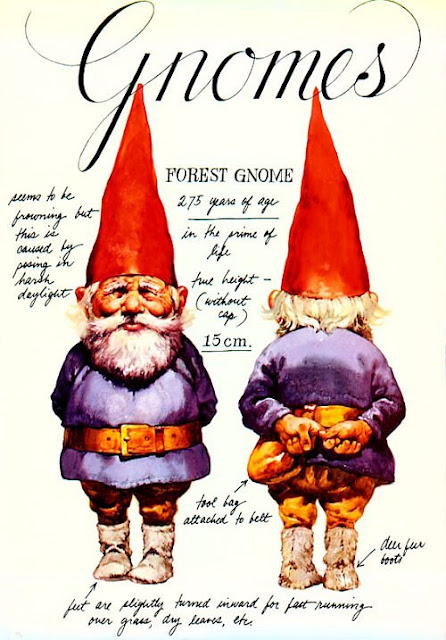 Gnomes
FOREST GNOME
275 years of age
in the prime of
life
true height —
(without
cap)
15 cm.
seems to be
frowning but
this is
caused by
posing in
harsh
daylight
tool bag
attached to belt
deer fur
boots
feet are slightly turned inward for fast running
over grass, dry leaves, etc.